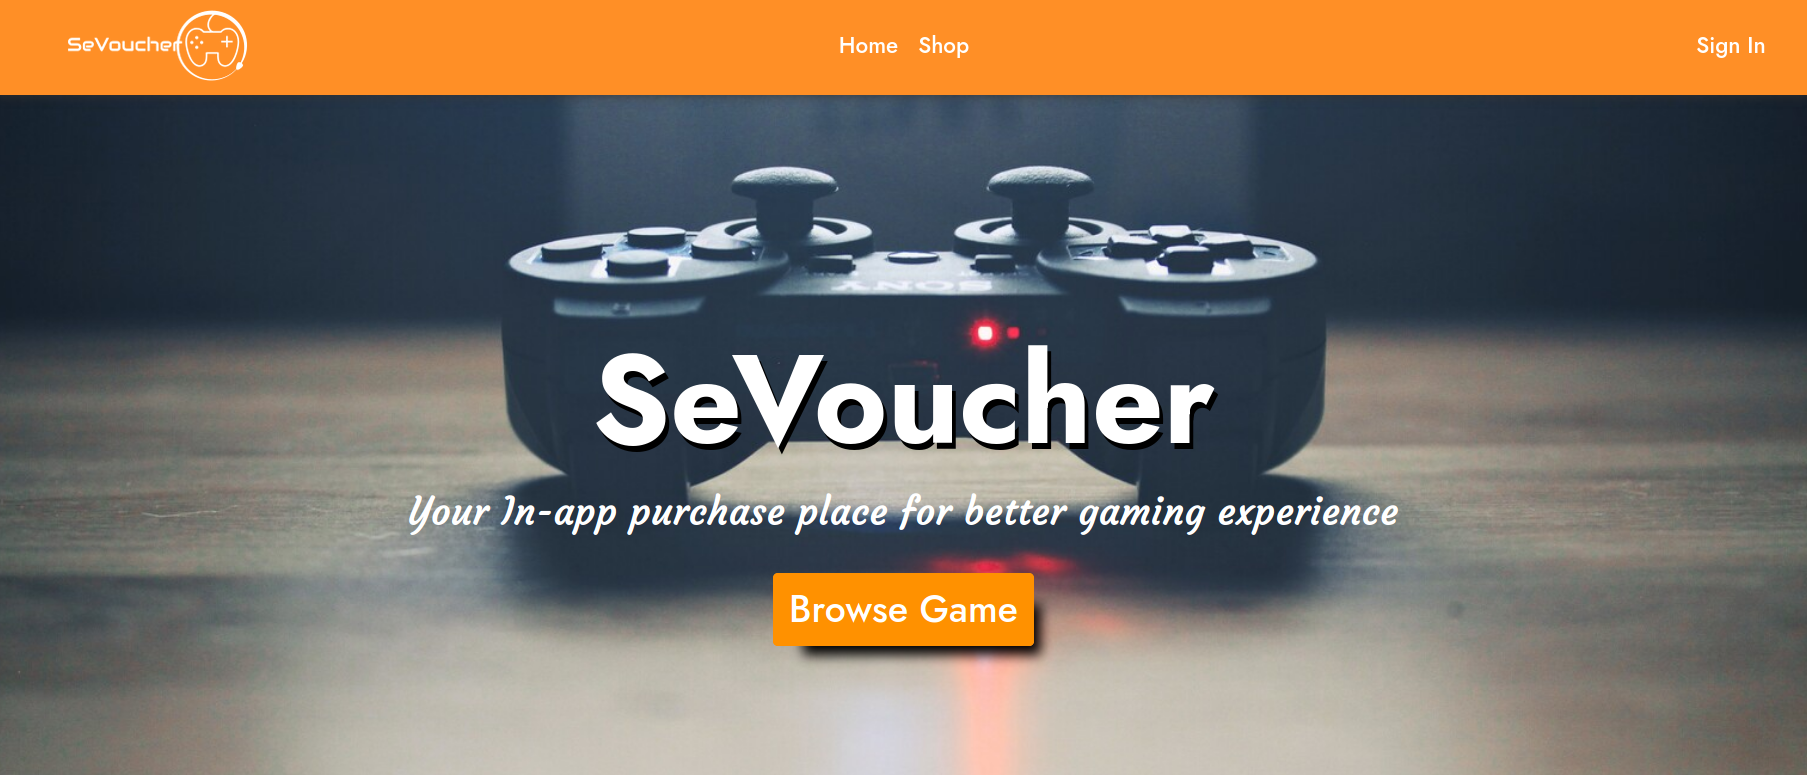 SeVoucher
Home Shop
Sign In
SONY
SeVoucher
Your In-app purchase place for better gaming experience
Browse Game